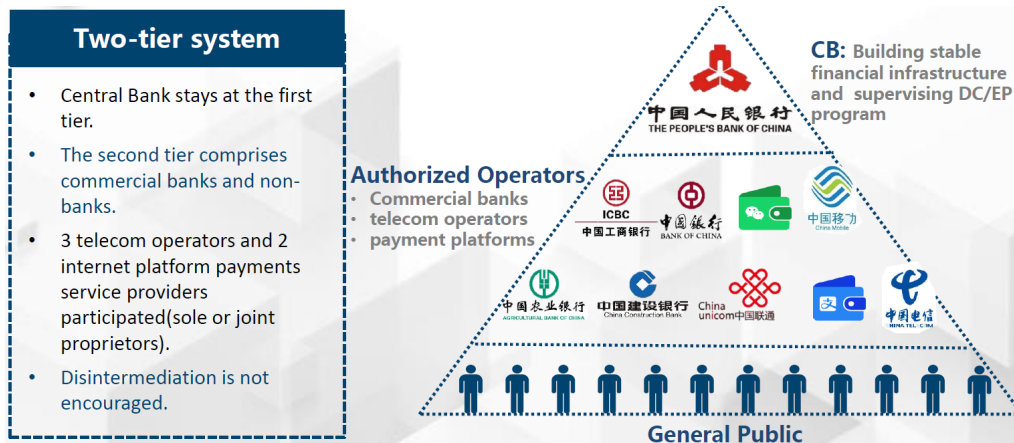 Two-tier system
• Central Bank stays at the first
tier.
• The second tier comprises
commercial banks and non-
banks.
• 3 telecom operators and 2
internet platform payments
service providers
participated(sole or joint
proprietors).
• Disintermediation is not
encouraged.
中国人民银行
THE PEOPLE'S BANK OF CHINA
CB: Building stable
financial infrastructure
and supervising DC/EP
program
Authorized Operators
• Commercial banks
• telecom operators
• payment platforms
ICBC
中国工商银行
中國銀行
BANK OF CHINA
中国移动
China Mobile
中国农业银行
AGRICULTURAL BANK OF CHINA
中国建设银行
China Construction Bank
China
unicom中国联通
支
中国电信
CHINA TELECOM
General Public